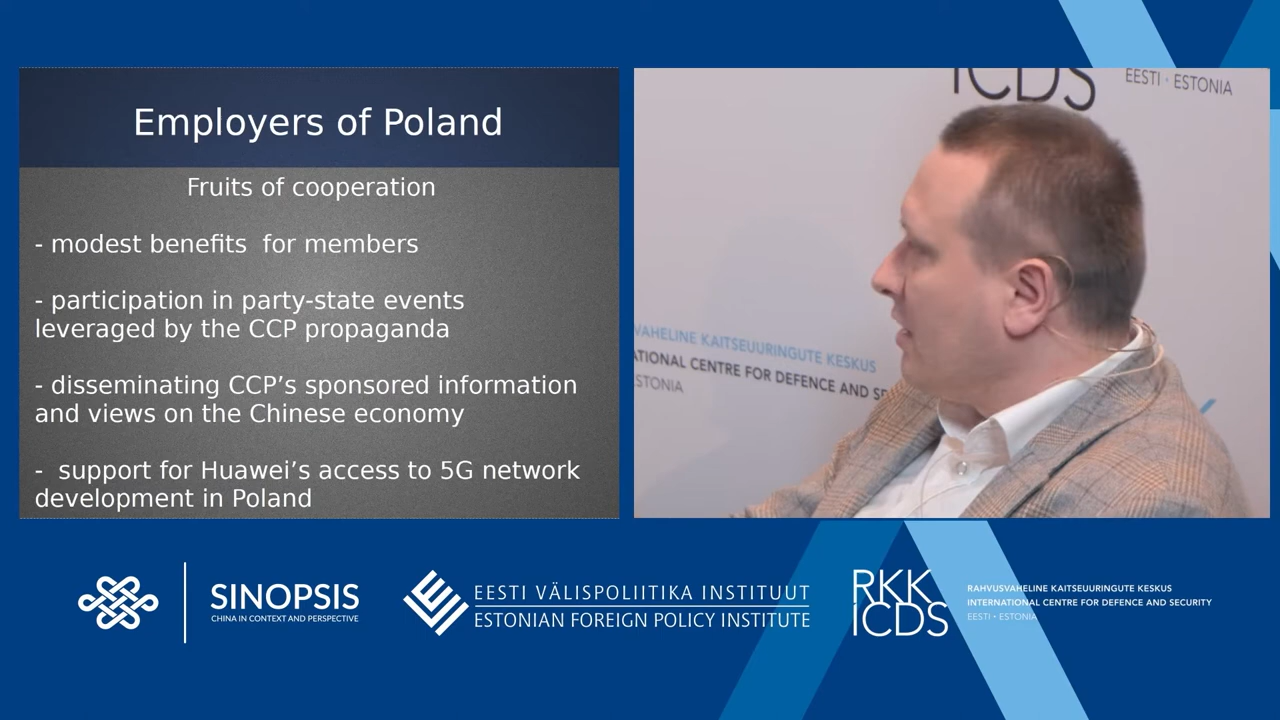 Employers of Poland
Fruits of cooperation
- modest benefits  for members
- participation in party-state events
leveraged by the CCP propaganda
- disseminating CCP's sponsored information
and views on the Chinese economy
-  support for Huawei's access to 5G network
development in Poland
ICDS
EESTI · ESTONIA
VAHELINE KAITSEUURINGUTE KESKUS
ATIONAL CENTRE FOR DEFENCE AND SE
ESTONIA
SINOPSIS
CHINA IN CONTEXT AND PERSPECTIVE
EESTI VÄLISPOLIITIKA INSTITUUT
ESTONIAN FOREIGN POLICY INSTITUTE
RKK
ICDS
RAHVUSVAHELINE KAITSEUURINGUTE KESKUS
INTERNATIONAL CENTRE FOR DEFENCE AND SECURITY
EESTI · ESTONIA